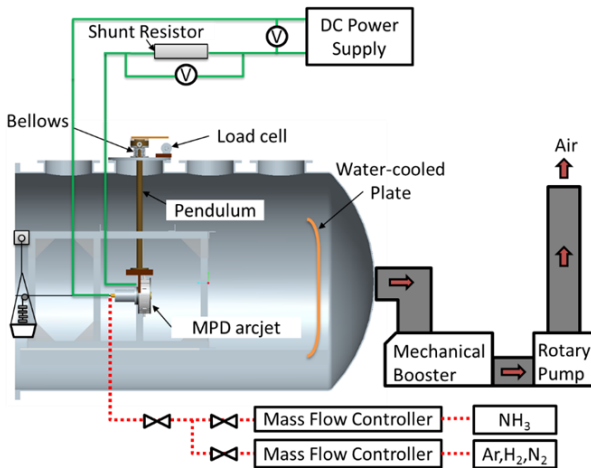 Shunt Resistor
V
V
DC Power
Supply
Bellows
Load cell
Air
Water-cooled
Plate
Pendulum
MPD arcjet
Mechanical
Booster
Rotary
Pump
Mass Flow Controller
NH₃
Mass Flow Controller
Ar,H₂,N₂